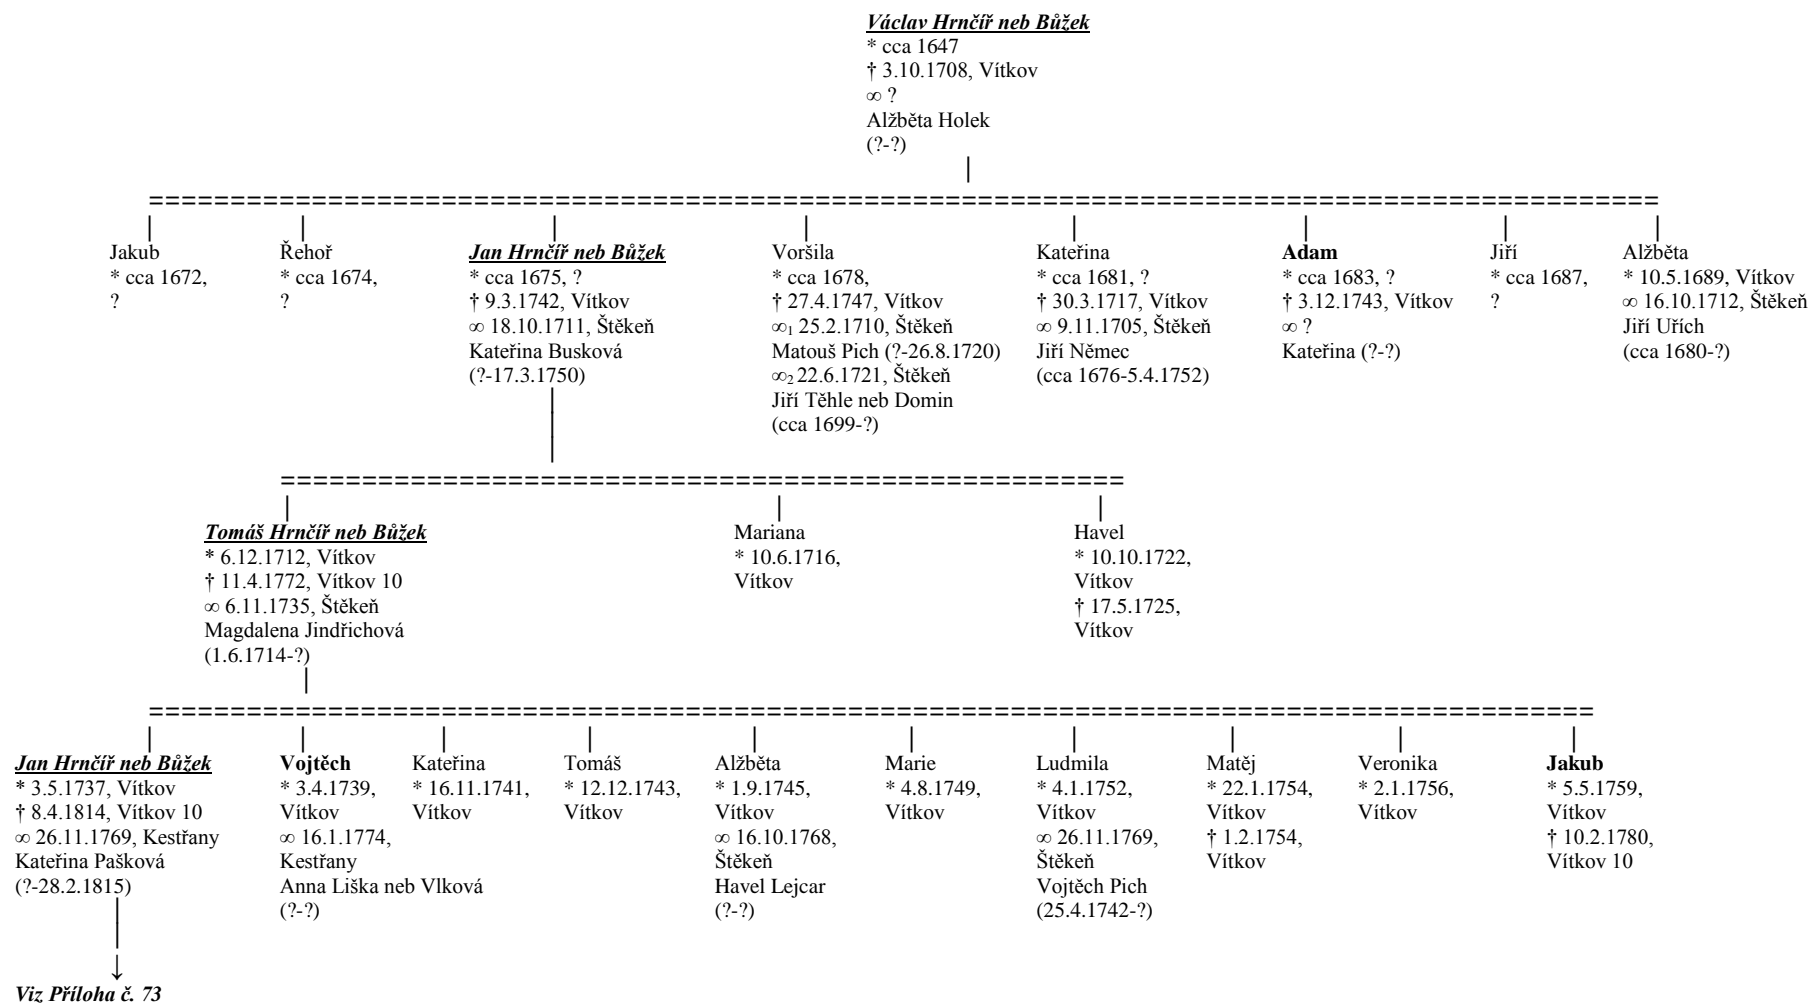 Václav Hrnčíř neb Bůžek
* cca 1647
† 3.10.1708, Vítkov
∞ ?
Alžběta Holek
(?-?)
Jakub
* cca 1672,
?
Řehoř
* cca 1674,
?
Jan Hrnčíř neb Bůžek
* cca 1675, ?
† 9.3.1742, Vítkov
∞ 18.10.1711, Štěkeň
Kateřina Busková
(?-17.3.1750)
Voršila
* cca 1678,
† 27.4.1747, Vítkov
∞₁ 25.2.1710, Štěkeň
Matouš Pich (?-26.8.1720)
∞₂ 22.6.1721, Štěkeň
Jiří Těhle neb Domin
(cca 1699-?)
Kateřina
* cca 1681, ?
† 30.3.1717, Vítkov
∞ 9.11.1705, Štěkeň
Jiří Němec
(cca 1676-5.4.1752)
Adam
* cca 1683, ?
† 3.12.1743, Vítkov
∞ ?
Kateřina (?-?)
Jiří
* cca 1687,
?
Alžběta
* 10.5.1689, Vítkov
∞ 16.10.1712, Štěkeň
Jiří Uřích
(cca 1680-?)
Tomáš Hrnčíř neb Bůžek
* 6.12.1712, Vítkov
† 11.4.1772, Vítkov 10
∞ 6.11.1735, Štěkeň
Magdalena Jindřichová
(1.6.1714-?)
Mariana
* 10.6.1716,
Vítkov
Havel
* 10.10.1722,
Vítkov
† 17.5.1725,
Vítkov
Jan Hrnčíř neb Bůžek
* 3.5.1737, Vítkov
† 8.4.1814, Vítkov 10
∞ 26.11.1769, Kestřany
Kateřina Pašková
(?-28.2.1815)
Vojtěch
* 3.4.1739,
Vítkov
∞ 16.1.1774,
Kestřany
Anna Liška neb Vlková
(?-?)
Kateřina
* 16.11.1741,
Vítkov
Tomáš
* 12.12.1743,
Vítkov
Alžběta
* 1.9.1745,
Vítkov
∞ 16.10.1768,
Štěkeň
Havel Lejcar
(?-?)
Marie
* 4.8.1749,
Vítkov
Ludmila
* 4.1.1752,
Vítkov
∞ 26.11.1769,
Štěkeň
Vojtěch Pich
(25.4.1742-?)
Matěj
* 22.1.1754,
Vítkov
† 1.2.1754,
Vítkov
Veronika
* 2.1.1756,
Vítkov
Jakub
* 5.5.1759,
Vítkov
† 10.2.1780,
Vítkov 10
Viz Příloha č. 73